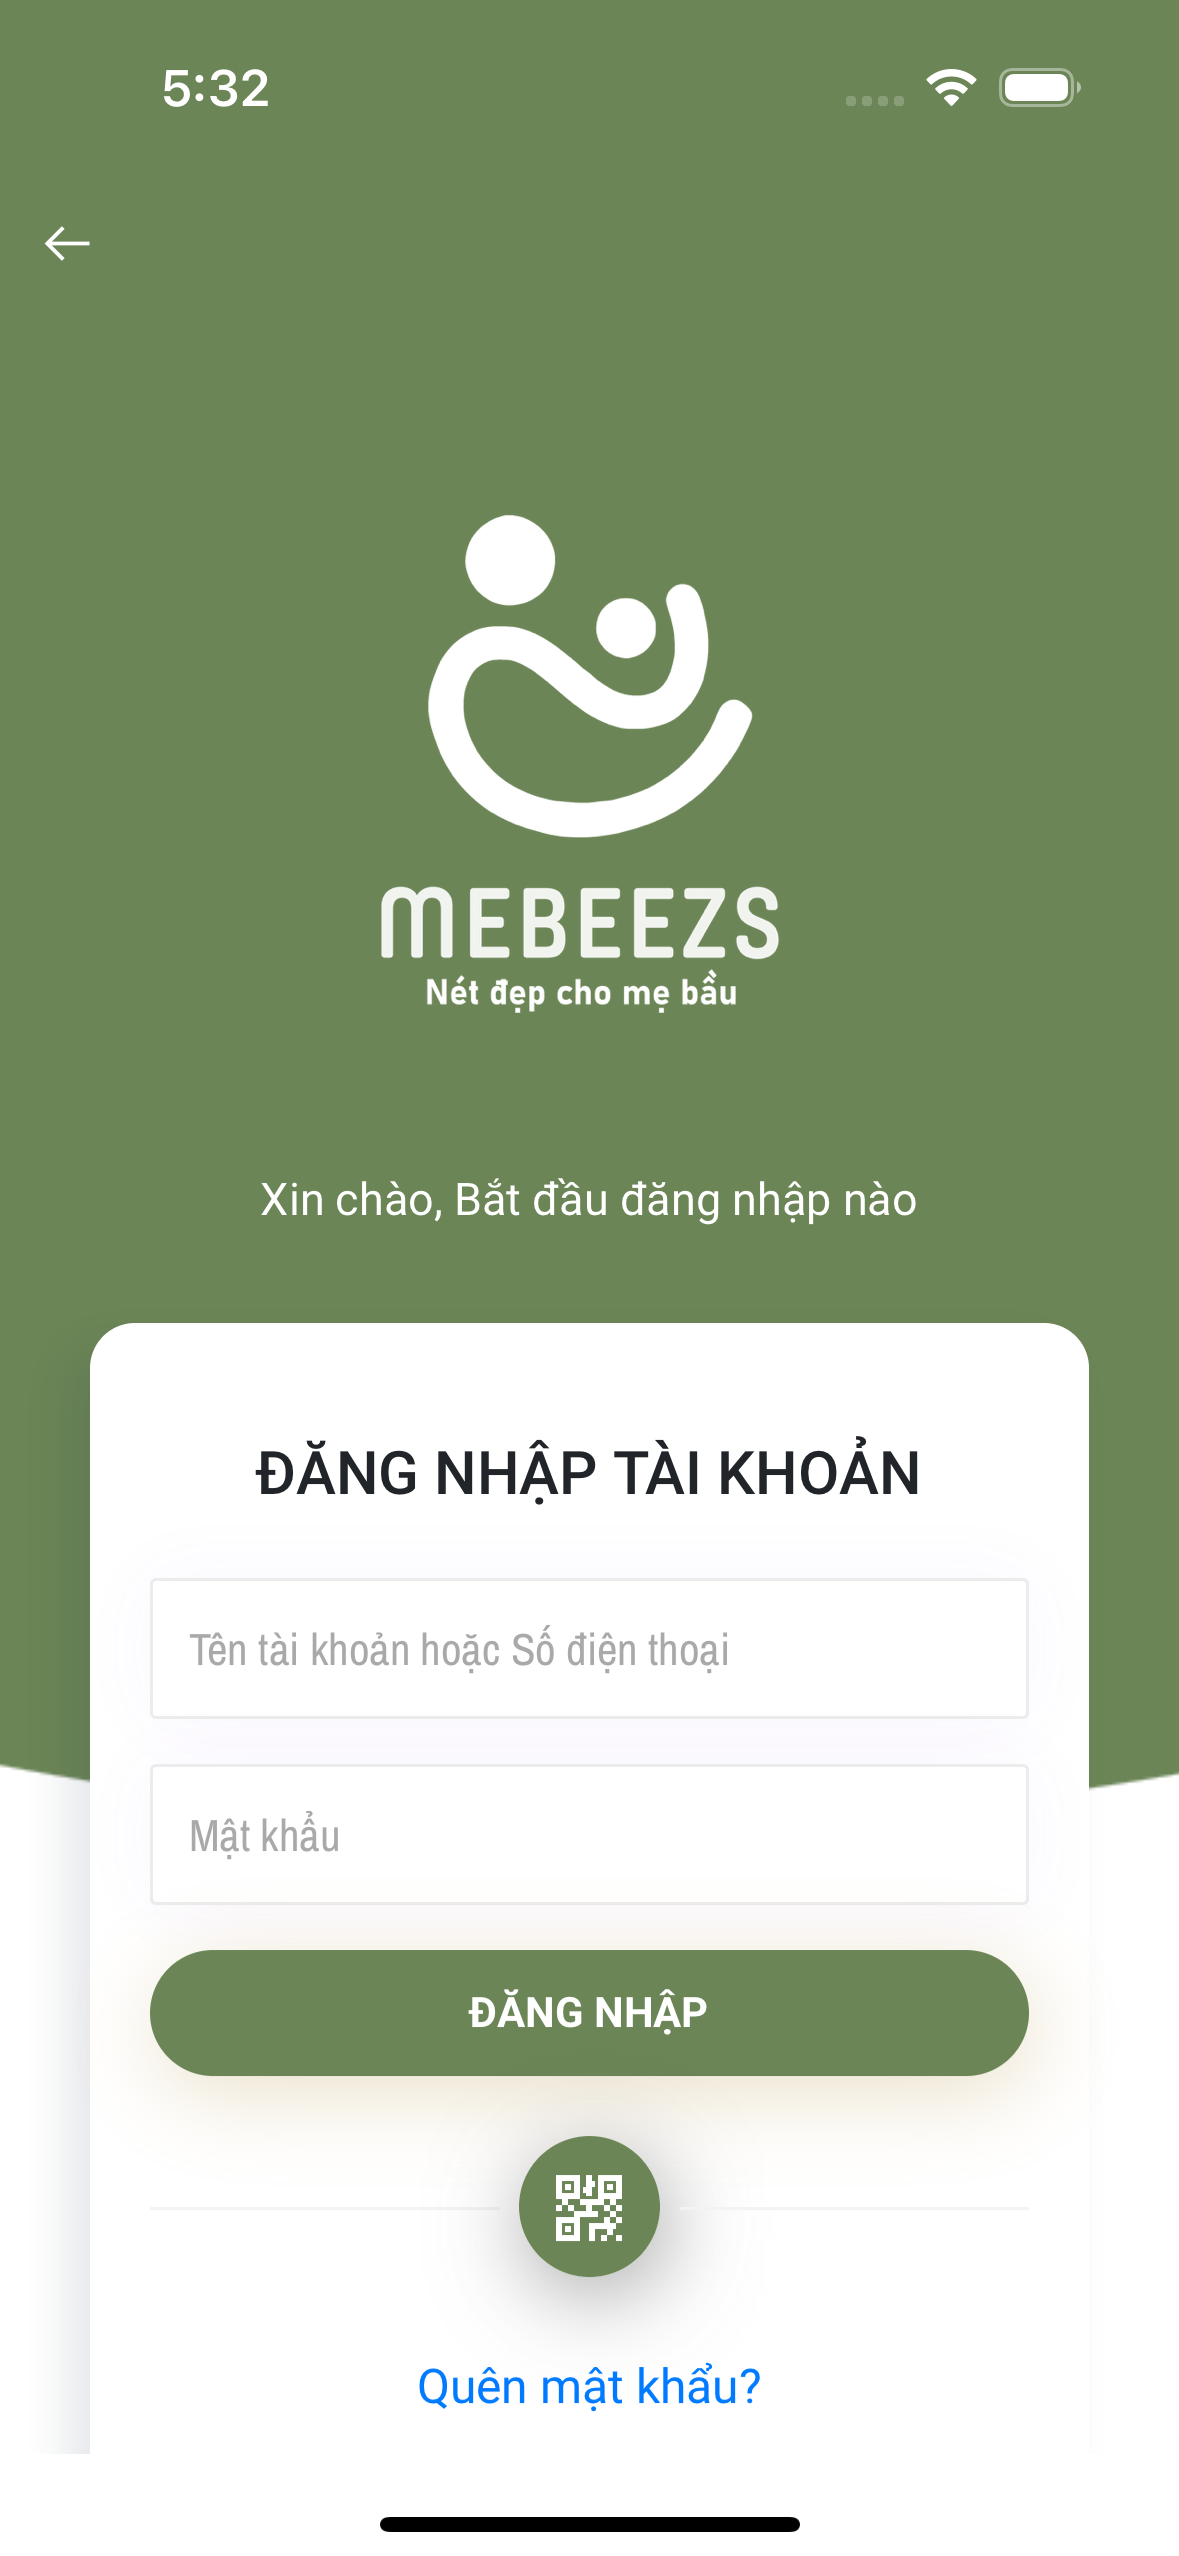 5:32
MEBEEZS
Nét đẹp cho mẹ bầu
Xin chào, Bắt đầu đăng nhập nào
ĐĂNG NHẬP TÀI KHOẢN
Tên tài khoản hoặc Số điện thoại
Mật khẩu
ĐĂNG NHẬP
Quên mật khẩu?